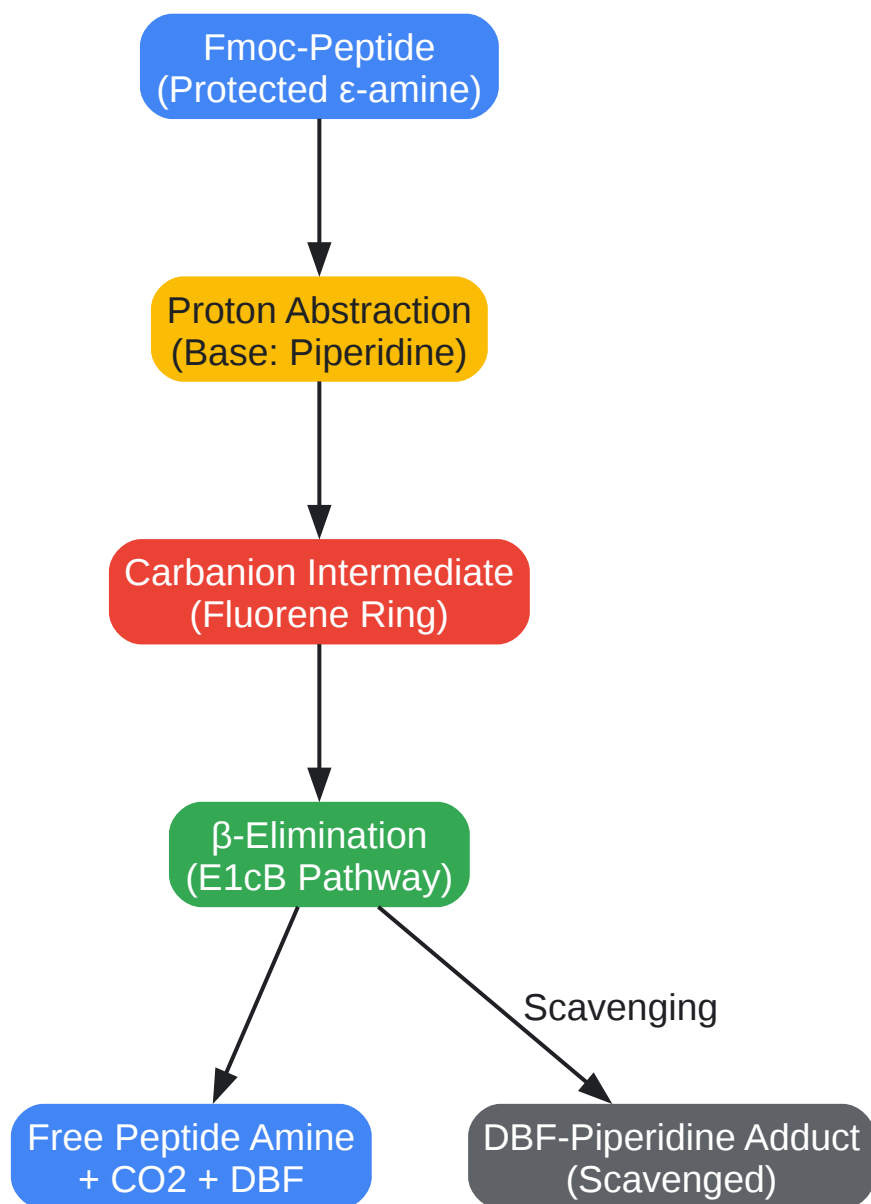 Fmoc-Peptide
(Protected ε-amine)
Proton Abstraction
(Base: Piperidine)
Carbanion Intermediate
(Fluorene Ring)
β-Elimination
(E1cB Pathway)
Scavenging
Free Peptide Amine
+ CO2 + DBF
DBF-Piperidine Adduct
(Scavenged)